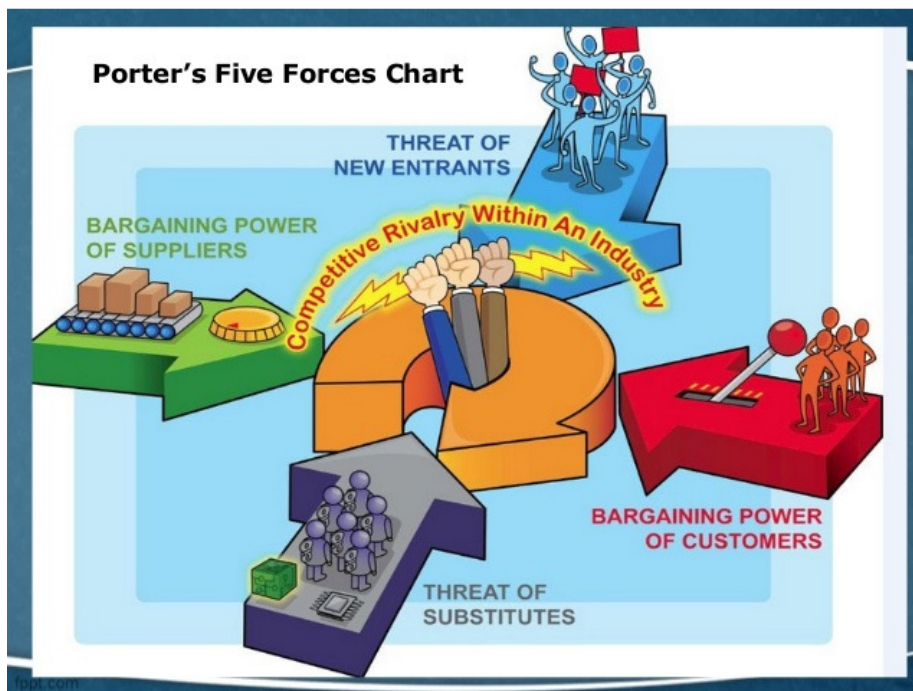 Porter's Five Forces Chart
THREAT OF
NEW ENTRANTS
BARGAINING POWER
OF SUPPLIERS
Competitive Rivalry Within An Industry
BARGAINING POWER
OF CUSTOMERS
THREAT OF
SUBSTITUTES
fppt.com